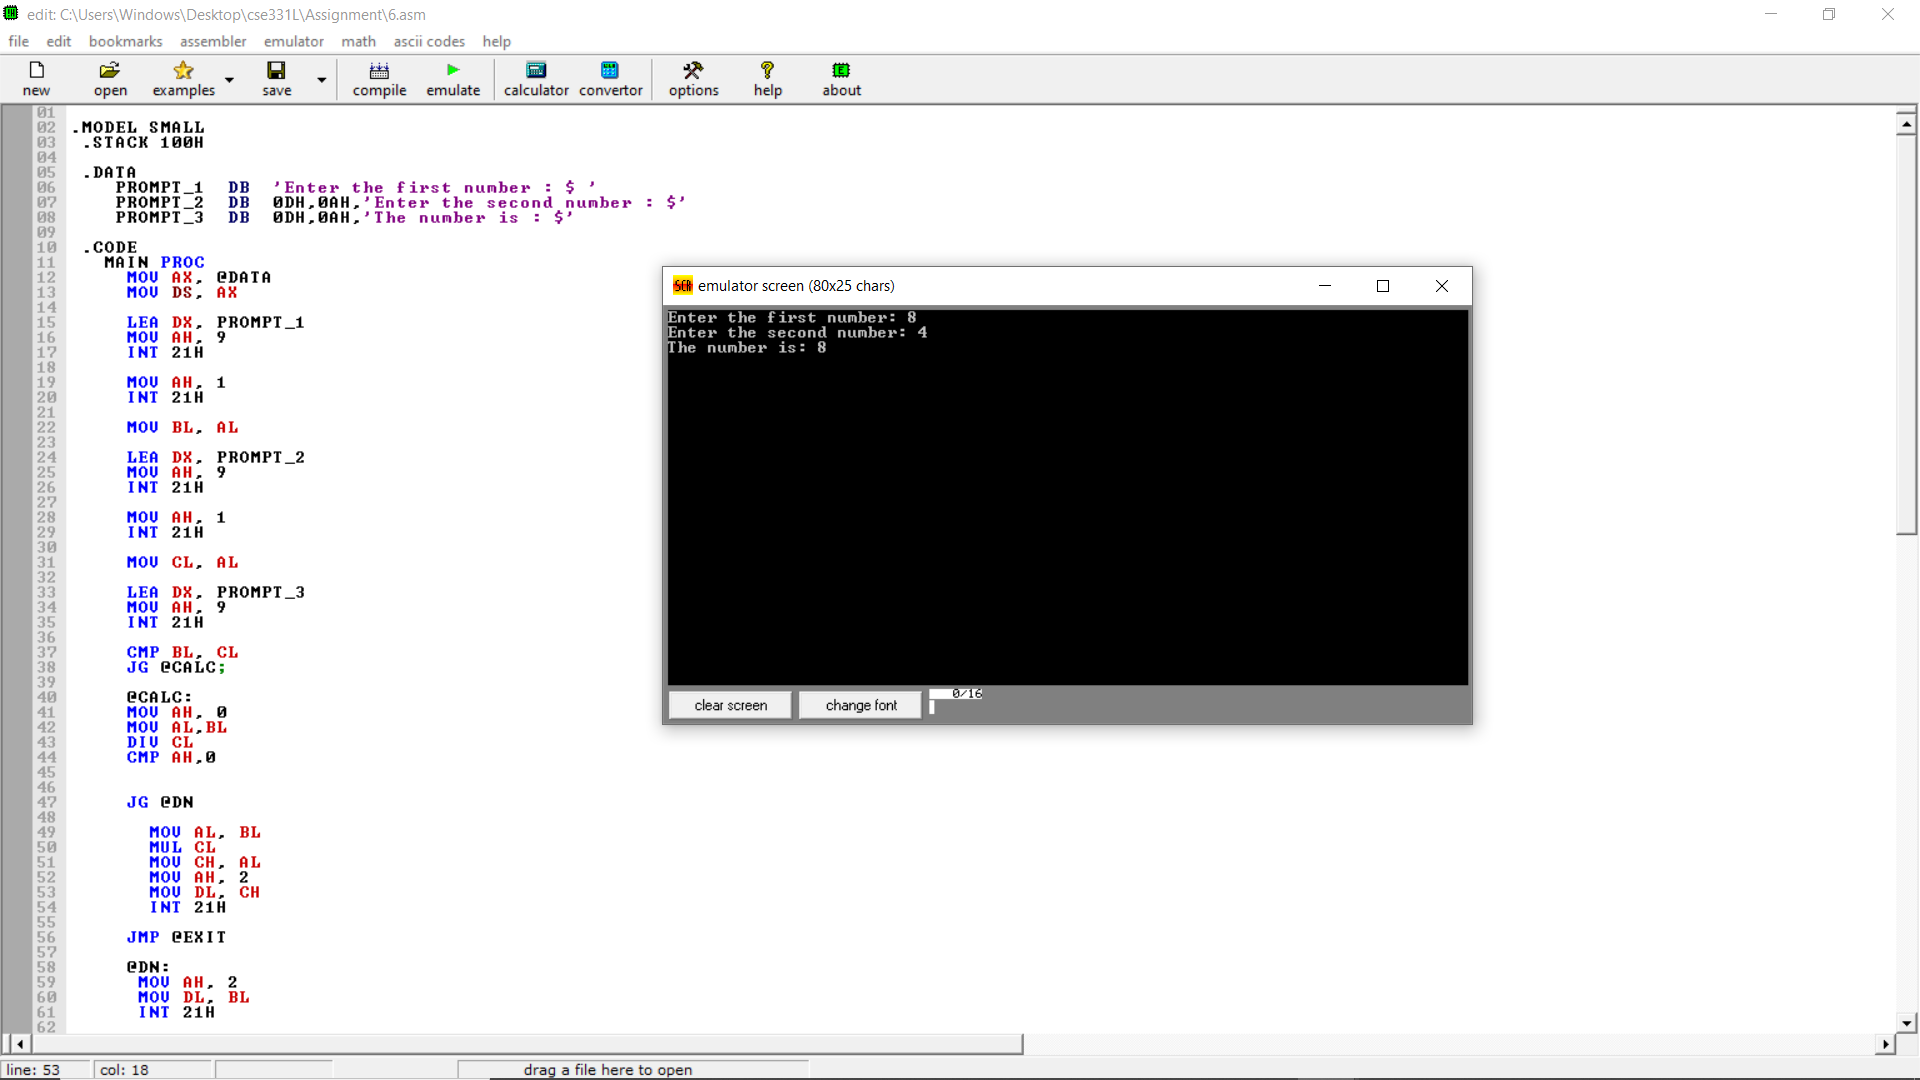 edit: C:\Users\Windows\Desktop\cse331L\Assignment\6.asm
file edit bookmarks assembler emulator math ascii codes help
new open examples save compile emulate calculator convertor options help about
01
02 .MODEL SMALL
03 .STACK 100H
04
05 .DATA
06 PROMPT_1 DB 'Enter the first number : $ '
07 PROMPT_2 DB 0DH,0AH,'Enter the second number : $'
08 PROMPT_3 DB 0DH,0AH,'The number is : $'
09
10 .CODE
11 MAIN PROC
12 MOV AX, @DATA
13 MOV DS, AX
14
15 LEA DX, PROMPT_1
16 MOV AH, 9
17 INT 21H
18
19 MOV AH, 1
20 INT 21H
21
22 MOV BL, AL
23
24 LEA DX, PROMPT_2
25 MOV AH, 9
26 INT 21H
27
28 MOV AH, 1
29 INT 21H
30
31 MOV CL, AL
32
33 LEA DX, PROMPT_3
34 MOV AH, 9
35 INT 21H
36
37 CMP BL, CL
38 JG @CALC;
39
40 @CALC:
41 MOV AH, 0
42 MOV AL,BL
43 DIV CL
44 CMP AH,0
45
46
47 JG @DN
48
49 MOV AL, BL
50 MUL CL
51 MOV CH, AL
52 MOV AH, 2
53 MOV DL, CH
54 INT 21H
55
56 JMP @EXIT
57
58 @DN:
59 MOV AH, 2
60 MOV DL, BL
61 INT 21H
62
emulator screen (80x25 chars)
Enter the first number: 8
Enter the second number: 4
The number is: 8
clear screen change font 0/16
line: 53 col: 18 drag a file here to open